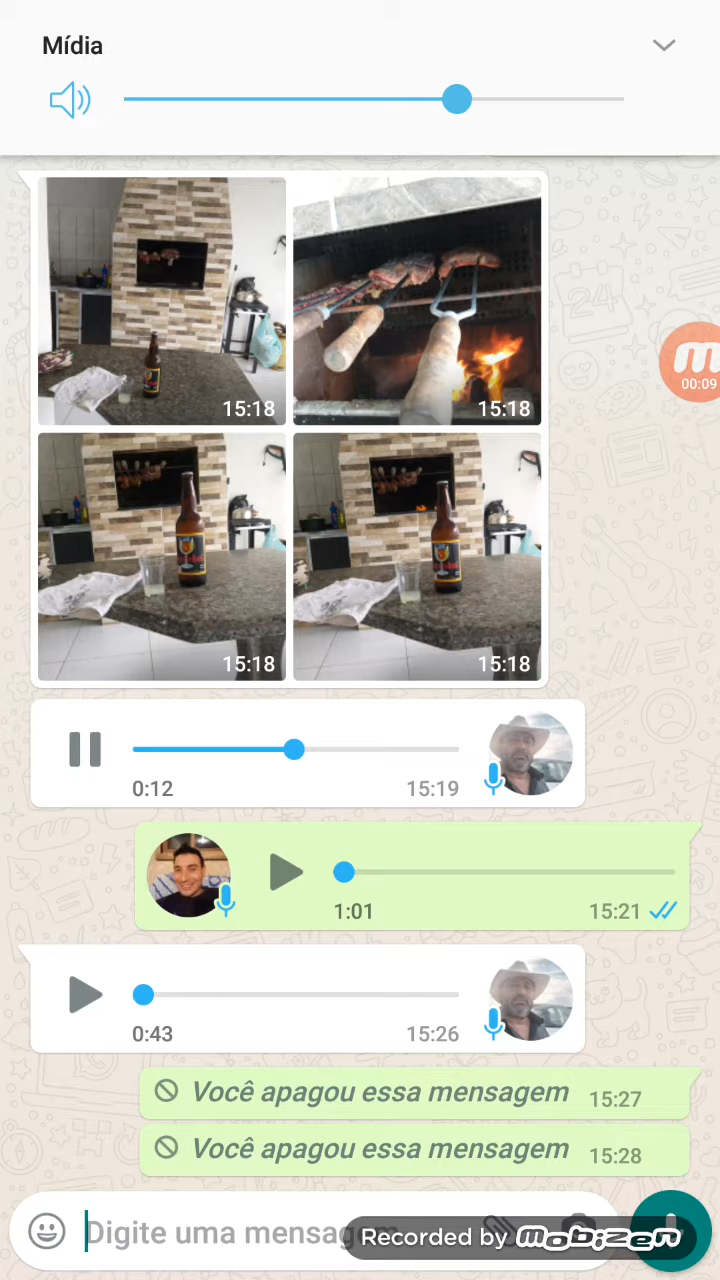 Mídia
15:18
15:18
00:09
15:18
15:18
0:12
15:19
1:01
15:21
0:43
15:26
Você apagou essa mensagem 15:27
Você apagou essa mensagem 15:28
Digite uma mensagem
Recorded by mobizen